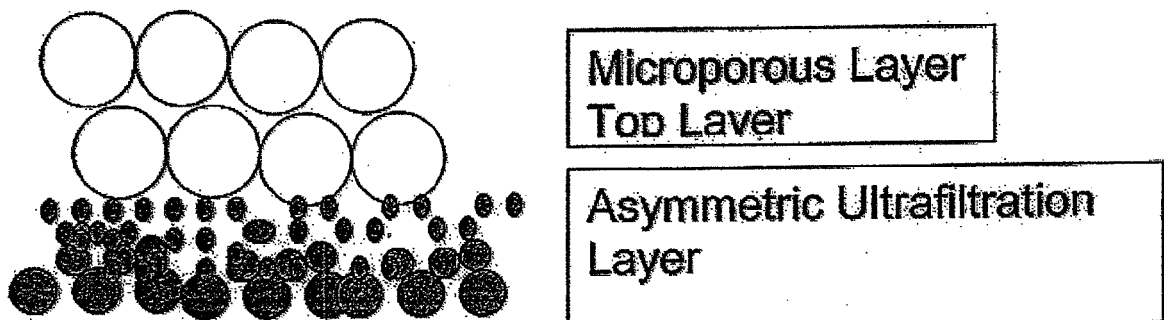 Microporous Layer
Top Layer
Asymmetric Ultrafiltration
Layer